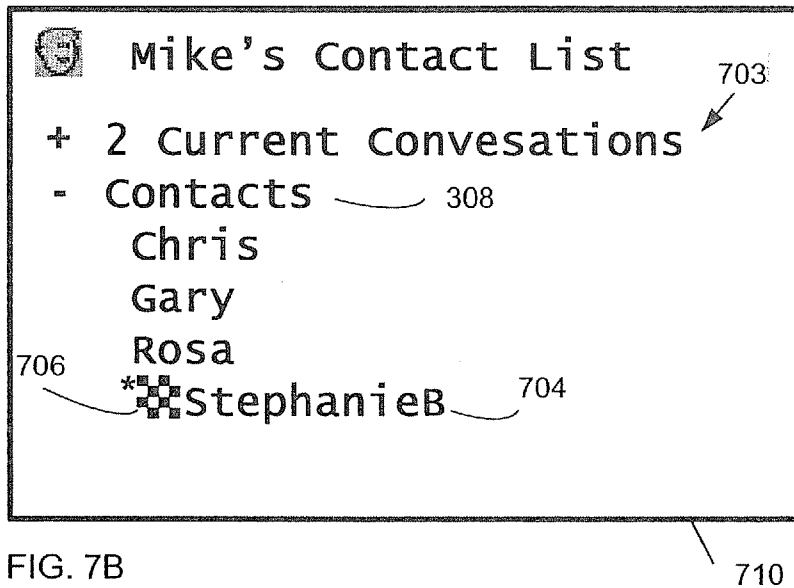 Mike's Contact List
703
+ 2 Current Convesations
- Contacts 308
Chris
Gary
Rosa
706
*StephanieB 704
FIG. 7B
710